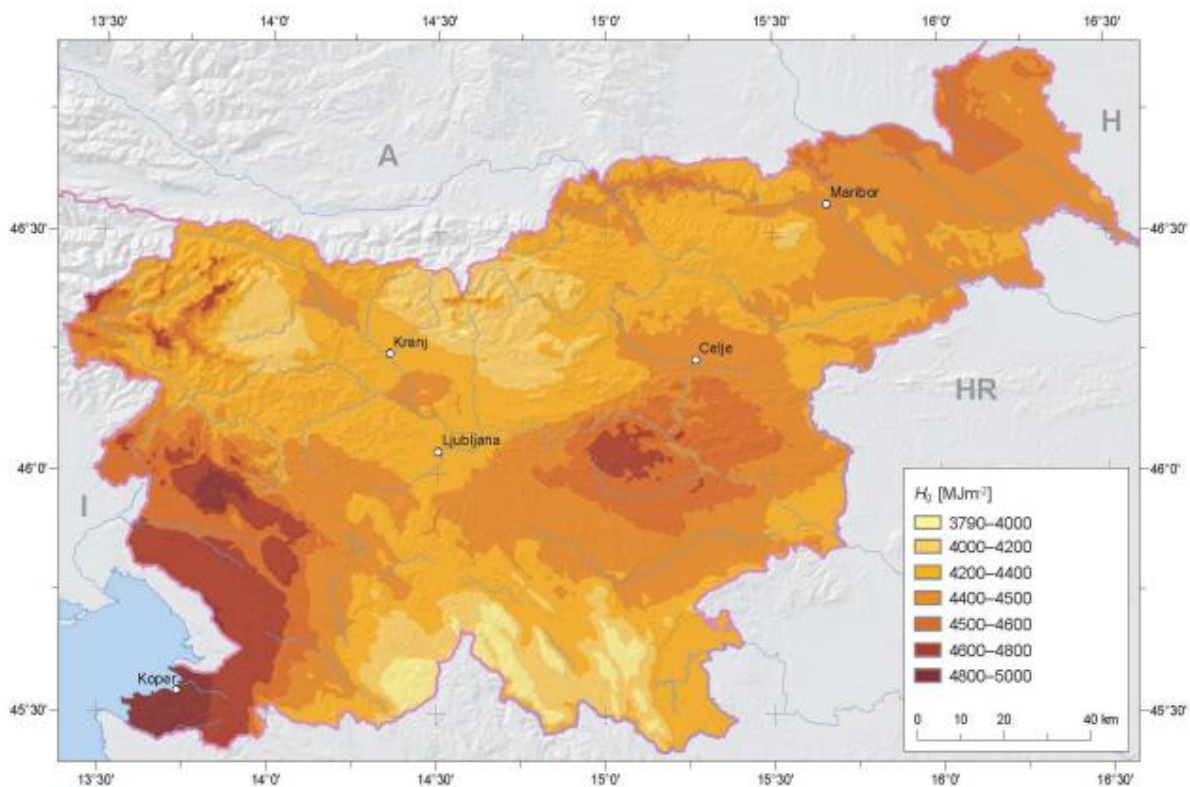 13°30'
14°0'
14°30'
15°0'
15°30'
16°0'
16°30'
A
H
Maribor
46°30'
46°30'
Kranj
Celje
HR
Ljubljana
46°0'
46°0'
I
H₀ [MJm⁻²]
3790–4000
4000–4200
4200–4400
4400–4500
4500–4600
4600–4800
4800–5000
Koper
45°30'
45°30'
0 10 20 40 km
13°30'
14°0'
14°30'
15°0'
15°30'
16°0'
16°30'